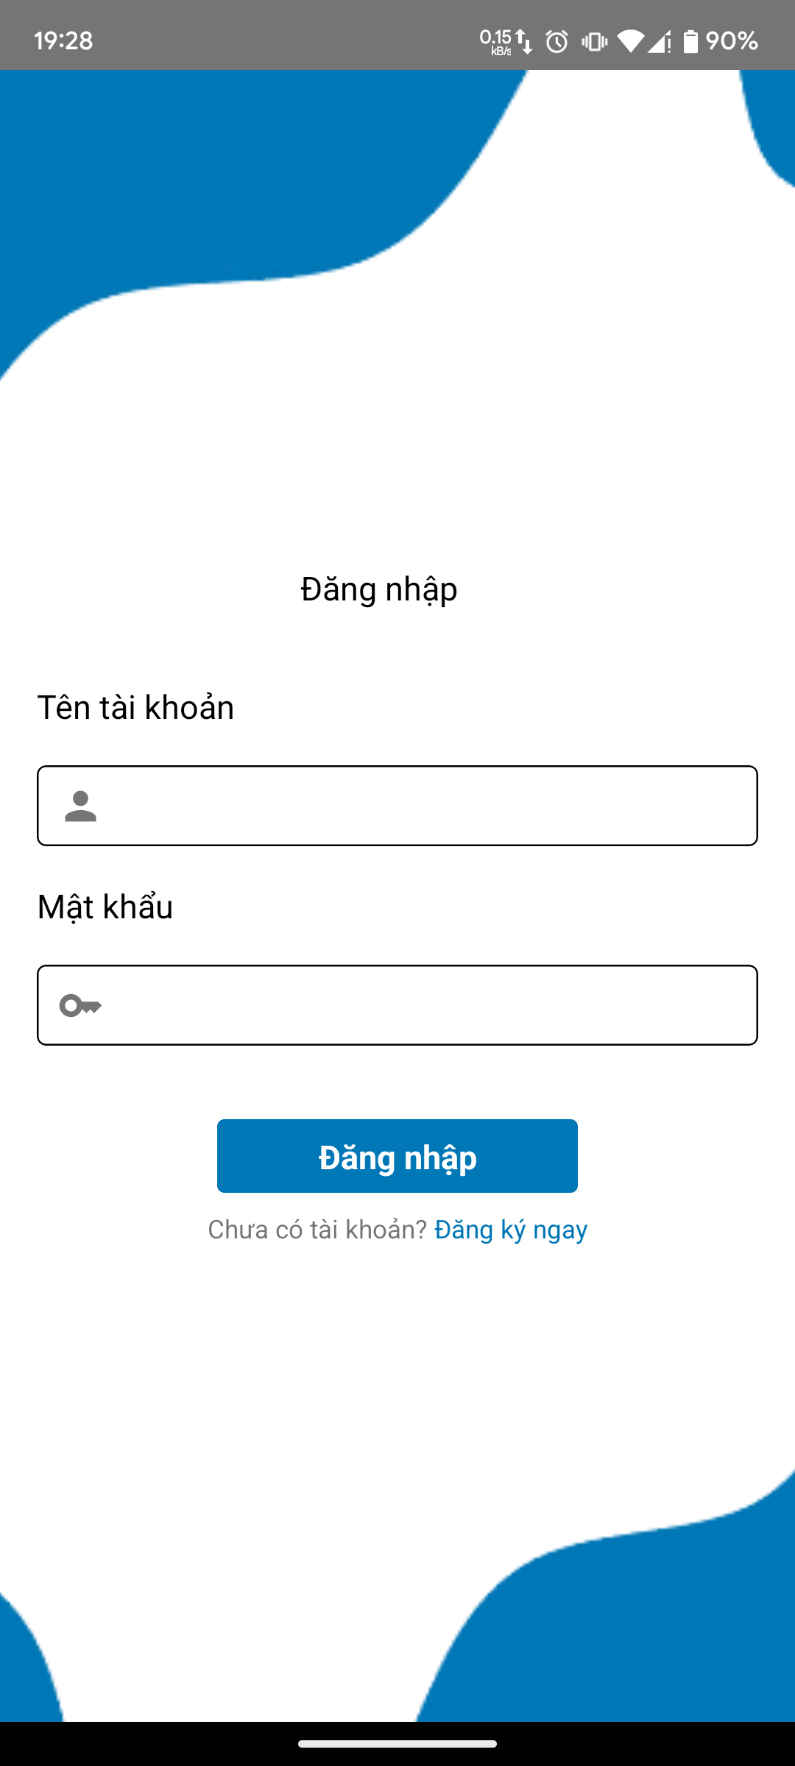 19:28
0.15 kB/s
90%
Đăng nhập
Tên tài khoản
Mật khẩu
Đăng nhập
Chưa có tài khoản? Đăng ký ngay